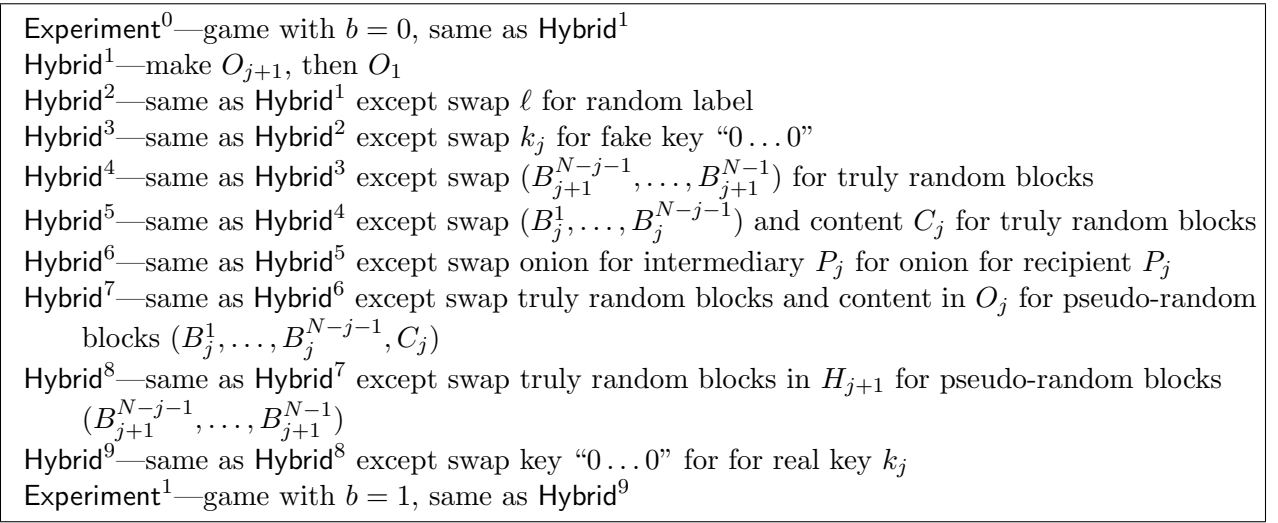 Experiment⁰—game with b = 0, same as Hybrid¹
Hybrid¹—make O_{j+1}, then O_1
Hybrid²—same as Hybrid¹ except swap ℓ for random label
Hybrid³—same as Hybrid² except swap k_j for fake key “0 . . . 0”
Hybrid⁴—same as Hybrid³ except swap (B_{j+1}^{N−j−1}, . . . , B_{j+1}^{N−1}) for truly random blocks
Hybrid⁵—same as Hybrid⁴ except swap (B_j^1, . . . , B_j^{N−j−1}) and content C_j for truly random blocks
Hybrid⁶—same as Hybrid⁵ except swap onion for intermediary P_j for onion for recipient P_j
Hybrid⁷—same as Hybrid⁶ except swap truly random blocks and content in O_j for pseudo-random
blocks (B_j^1, . . . , B_j^{N−j−1}, C_j)
Hybrid⁸—same as Hybrid⁷ except swap truly random blocks in H_{j+1} for pseudo-random blocks
(B_{j+1}^{N−j−1}, . . . , B_{j+1}^{N−1})
Hybrid⁹—same as Hybrid⁸ except swap key “0 . . . 0” for for real key k_j
Experiment¹—game with b = 1, same as Hybrid⁹